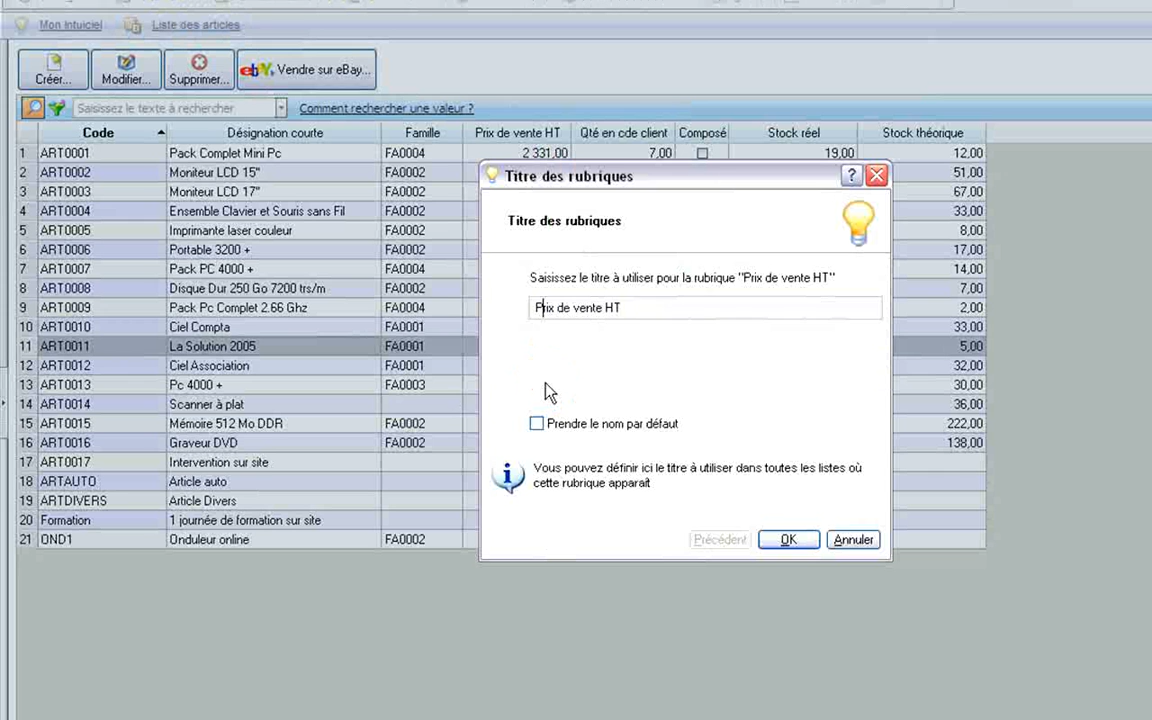 Mon Intuiciel Liste des articles
Créer... Modifier... Supprimer... ebY Vendre sur eBay...
Saisissez le texte à rechercher Comment rechercher une valeur ?
Code Désignation courte Famille Prix de vente HT Qté en cde client Composé Stock réel Stock théorique
1 ART0001 Pack Complet Mini Pc FA0004 2 331,00 7,00 19,00 12,00
2 ART0002 Moniteur LCD 15" FA0002 51,00
3 ART0003 Moniteur LCD 17" FA0002 67,00
4 ART0004 Ensemble Clavier et Souris sans Fil FA0002 33,00
5 ART0005 Imprimante laser couleur FA0002 8,00
6 ART0006 Portable 3200 + FA0002 17,00
7 ART0007 Pack PC 4000 + FA0004 14,00
8 ART0008 Disque Dur 250 Go 7200 trs/m FA0002 7,00
9 ART0009 Pack Pc Complet 2.66 Ghz FA0004 2,00
10 ART0010 Ciel Compta FA0001 33,00
11 ART0011 La Solution 2005 FA0001 5,00
12 ART0012 Ciel Association FA0001 32,00
13 ART0013 Pc 4000 + FA0003 30,00
14 ART0014 Scanner à plat 36,00
15 ART0015 Mémoire 512 Mo DDR FA0002 222,00
16 ART0016 Graveur DVD FA0002 138,00
17 ART0017 Intervention sur site
18 ARTAUTO Article auto
19 ARTDIVERS Article Divers
20 Formation 1 journée de formation sur site
21 OND1 Onduleur online FA0002
Titre des rubriques ?
Titre des rubriques
Saisissez le titre à utiliser pour la rubrique "Prix de vente HT"
Prix de vente HT
Prendre le nom par défaut
Vous pouvez définir ici le titre à utiliser dans toutes les listes où
cette rubrique apparaît
Précédent OK Annuler